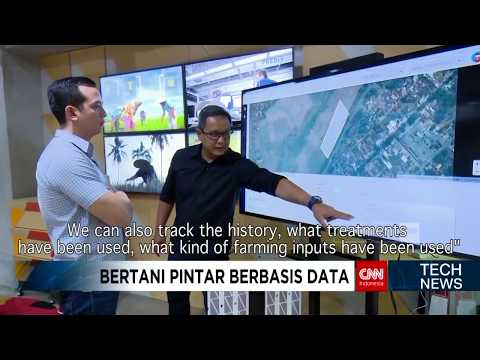 We can also track the history, what treatments
have been used, what kind of farming inputs have been used"
BERTANI PINTAR BERBASIS DATA
CNN
Indonesia
TECH
NEWS